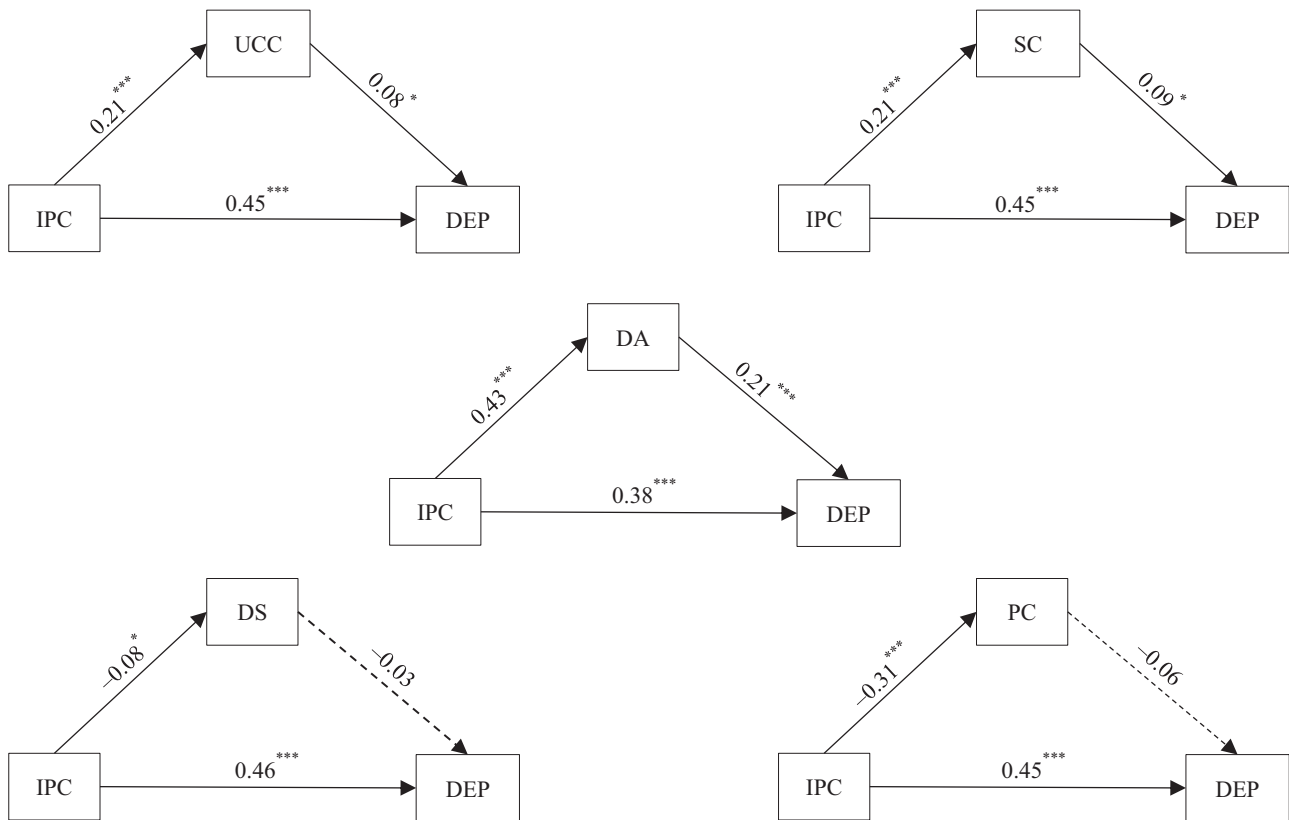 UCC
0.21 ***
0.08 *
IPC
0.45***
DEP
SC
0.21 ***
0.09 *
IPC
0.45***
DEP
DA
0.43 ***
0.21 ***
IPC
0.38***
DEP
DS
–0.08 *
–0.03
IPC
0.46***
DEP
PC
–0.31 ***
–0.06
IPC
0.45***
DEP